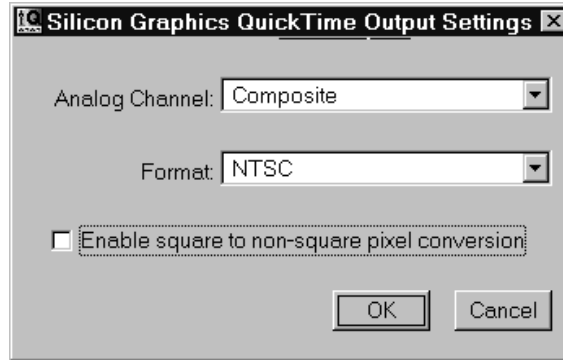 Silicon Graphics QuickTime Output Settings
Analog Channel: Composite
Format: NTSC
Enable square to non-square pixel conversion
OK Cancel